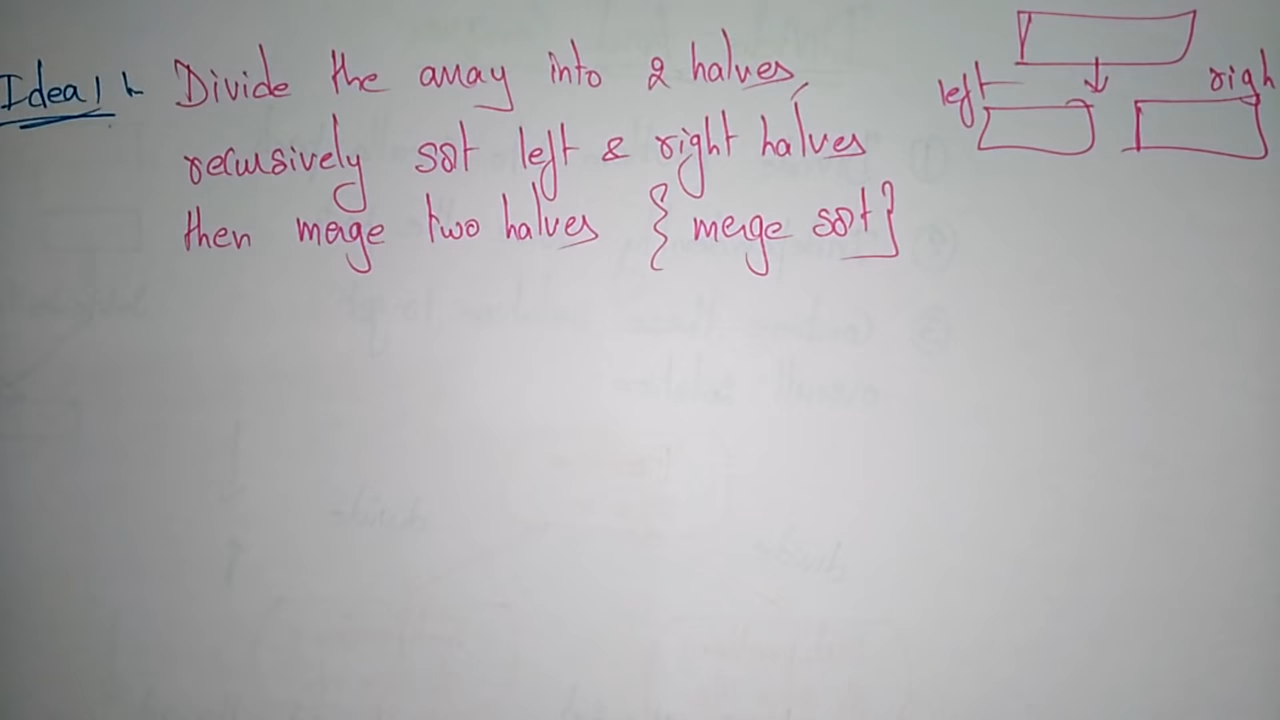 Idea 1 :- Divide the array into 2 halves,
recursively sort left & right halves
then merge two halves { merge sort }
left
righ